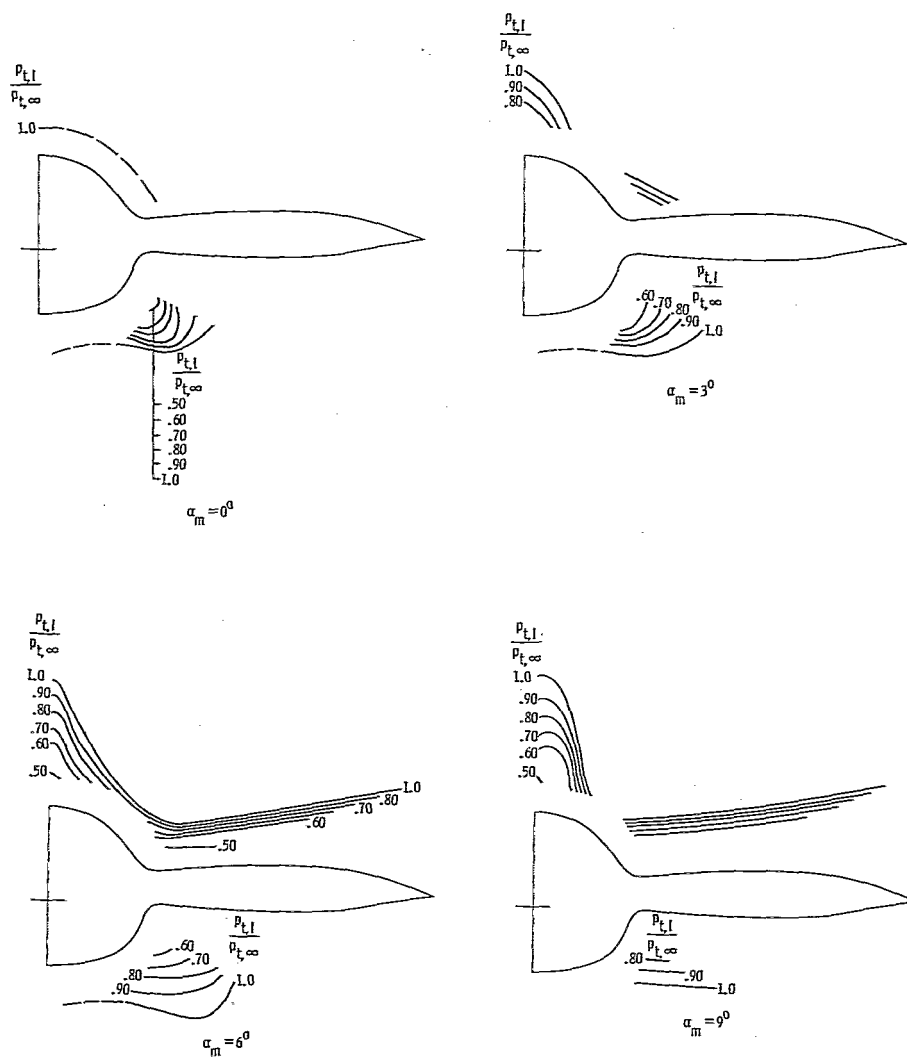 p_t,l
p_t,∞
1.0
p_t,l
p_t,∞
.50
.60
.70
.80
.90
1.0
α_m = 0°
p_t,l
p_t,∞
1.0
.90
.80
p_t,l
p_t,∞
.60
.70
.80
.90
1.0
α_m = 3°
p_t,l
p_t,∞
1.0
.90
.80
.70
.60
.50
1.0
.80
.70
.60
.50
p_t,l
p_t,∞
.60
.70
.80
.90
1.0
α_m = 6°
p_t,l
p_t,∞
1.0
.90
.80
.70
.60
.50
p_t,l
p_t,∞
.80
.90
1.0
α_m = 9°